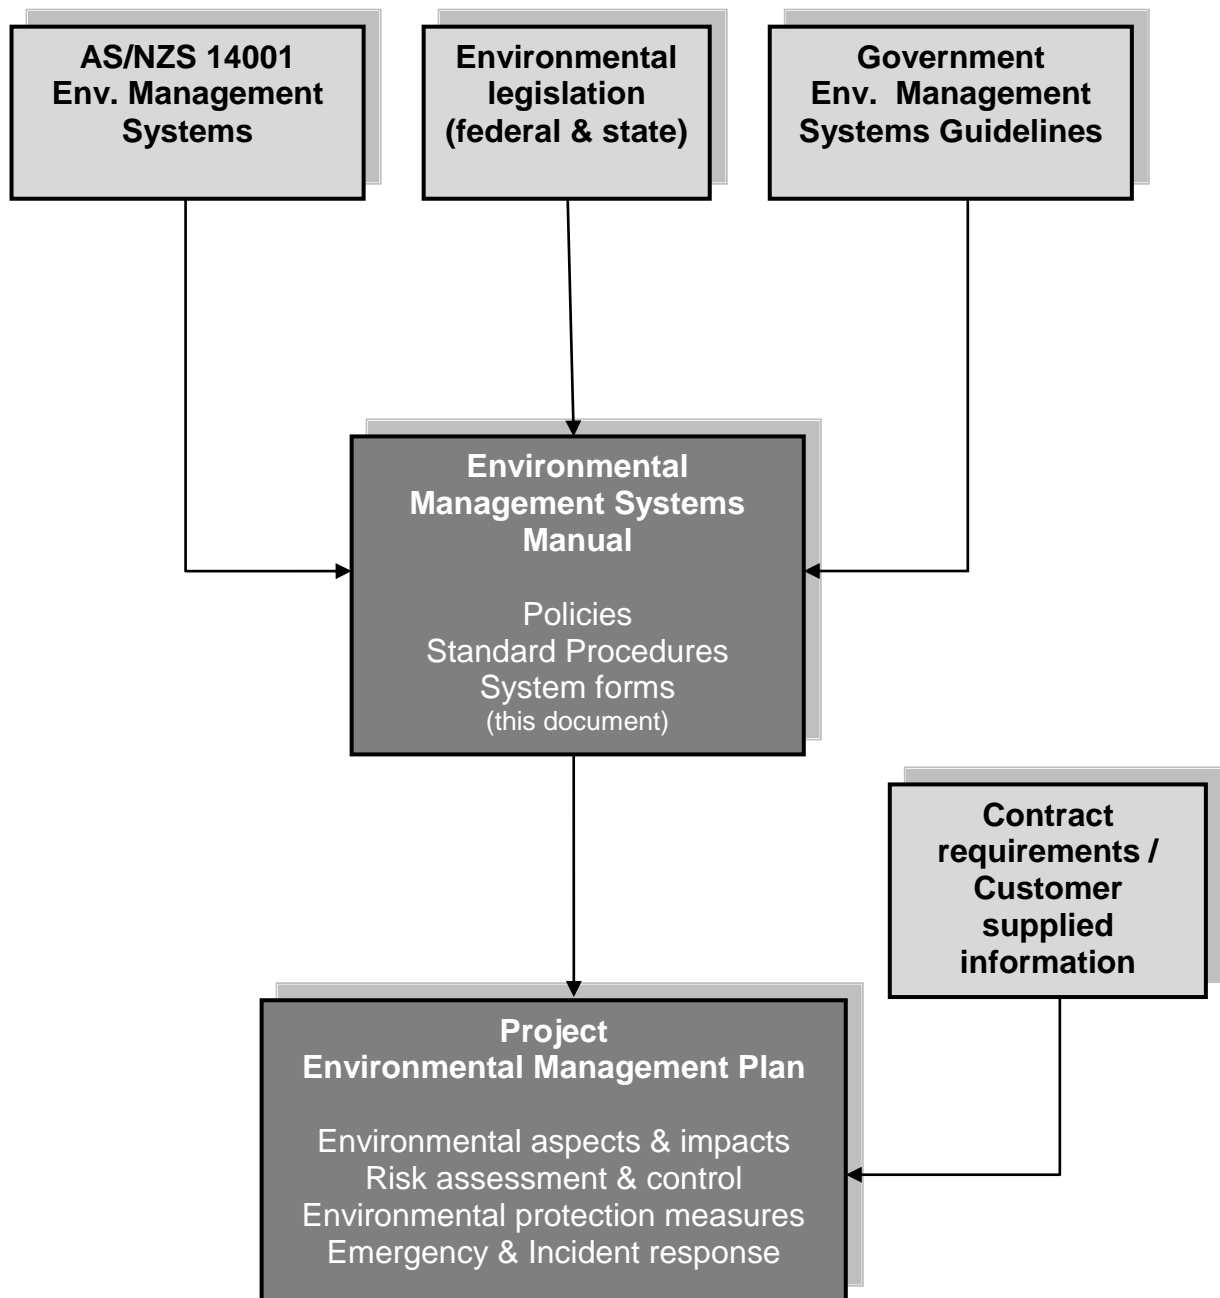 AS/NZS 14001
Env. Management
Systems
Environmental
legislation
(federal & state)
Government
Env.  Management
Systems Guidelines
Environmental
Management Systems
Manual
Policies
Standard Procedures
System forms
(this document)
Contract
requirements /
Customer
supplied
information
Project
Environmental Management Plan
Environmental aspects & impacts
Risk assessment & control
Environmental protection measures
Emergency & Incident response